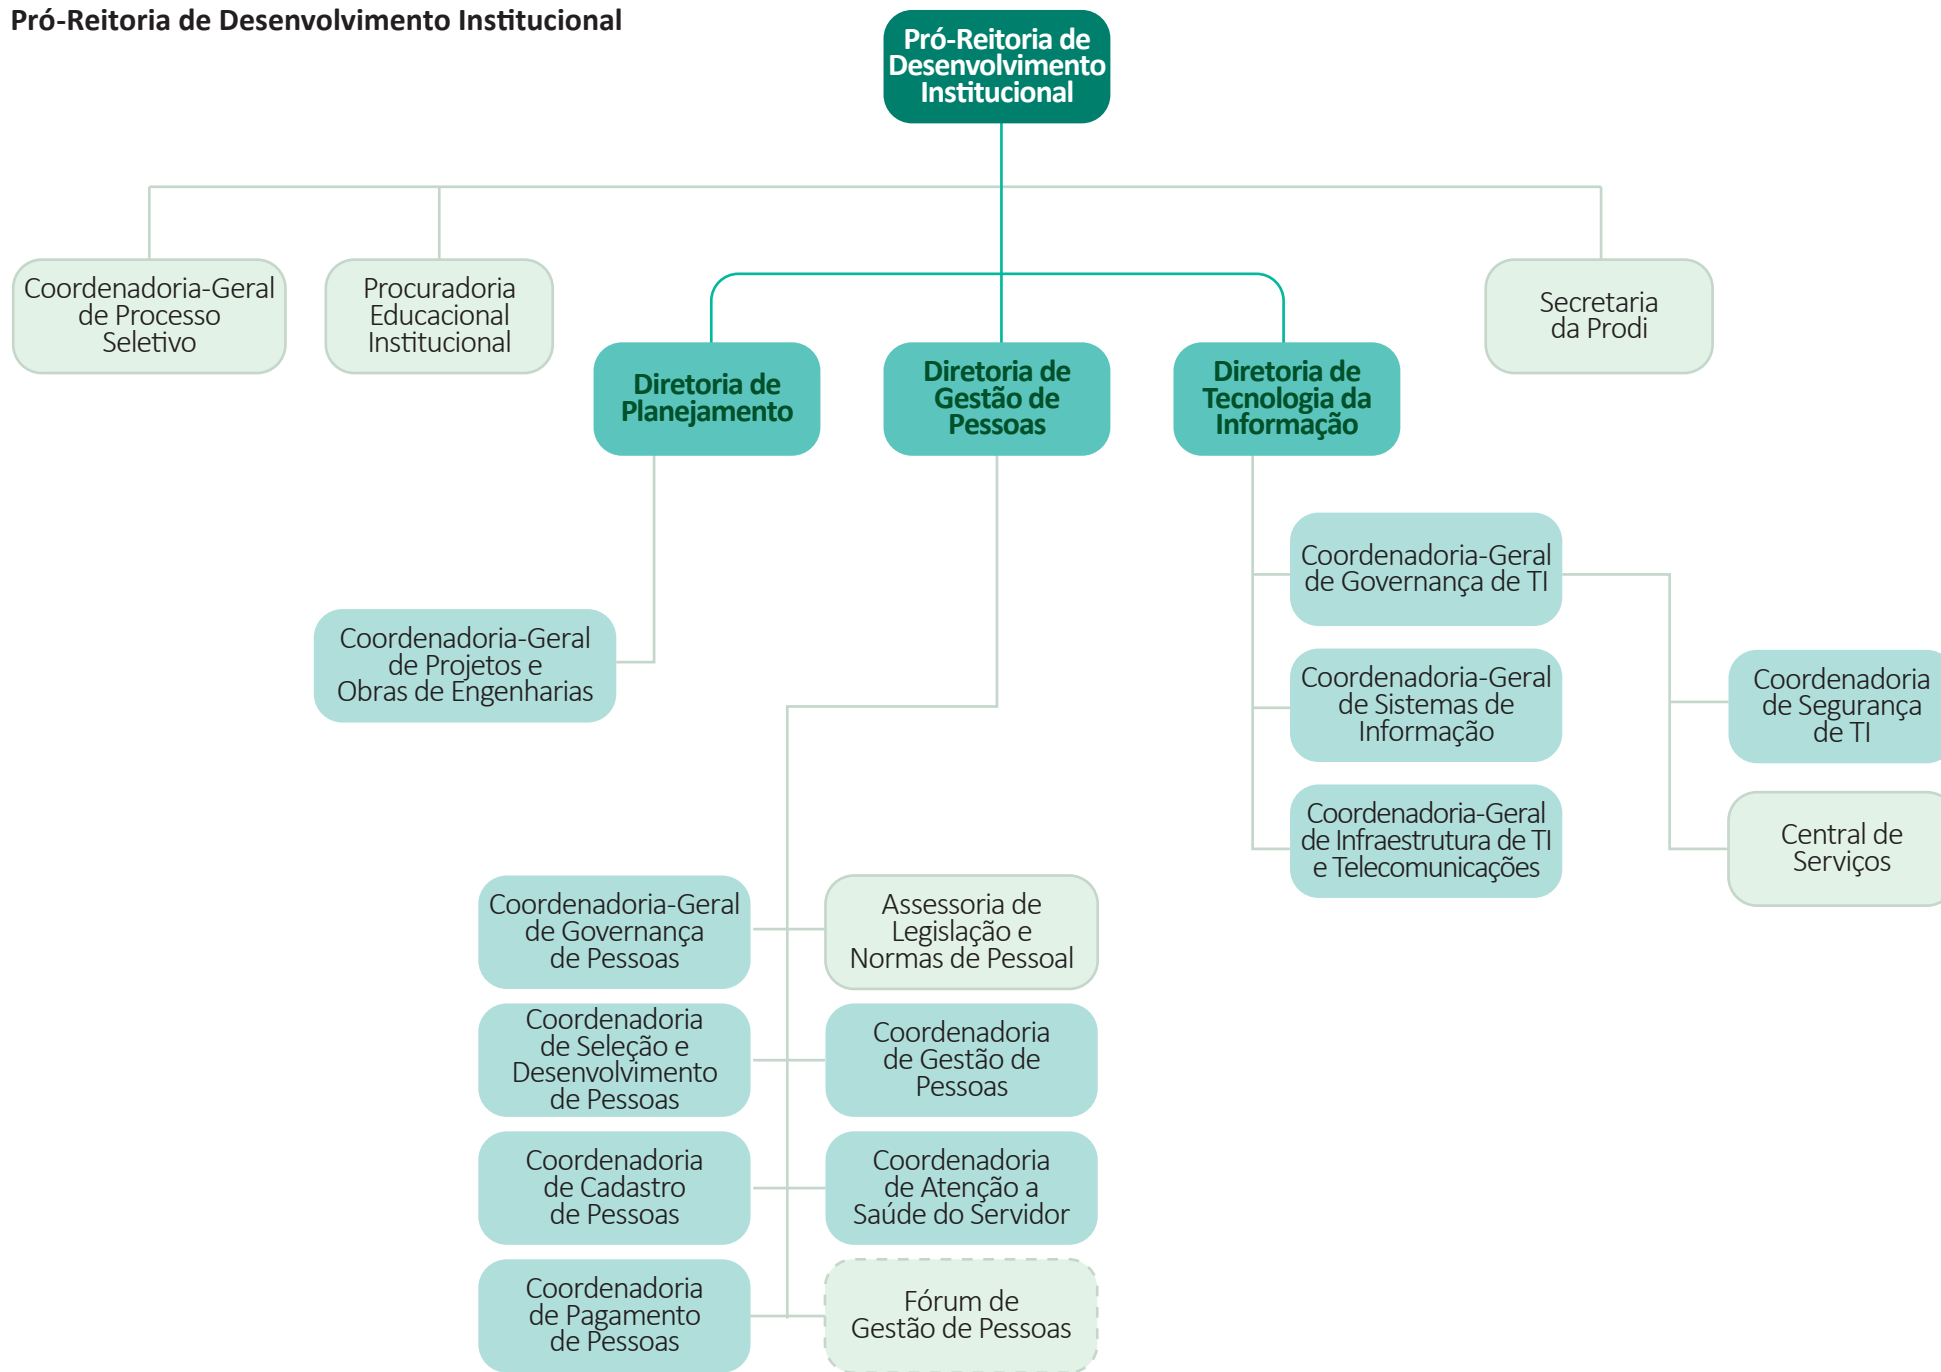 Pró-Reitoria de Desenvolvimento Institucional
Pró-Reitoria de
Desenvolvimento
Institucional
Coordenadoria-Geral
de Processo
Seletivo
Procuradoria
Educacional
Institucional
Secretaria
da Prodi
Diretoria de
Planejamento
Diretoria de
Gestão de
Pessoas
Diretoria de
Tecnologia da
Informação
Coordenadoria-Geral
de Projetos e
Obras de Engenharias
Coordenadoria-Geral
de Governança de TI
Coordenadoria-Geral
de Sistemas de
Informação
Coordenadoria-Geral
de Infraestrutura de TI
e Telecomunicações
Coordenadoria
de Segurança
de TI
Central de
Serviços
Coordenadoria-Geral
de Governança
de Pessoas
Assessoria de
Legislação e
Normas de Pessoal
Coordenadoria
de Seleção e
Desenvolvimento
de Pessoas
Coordenadoria
de Gestão de
Pessoas
Coordenadoria
de Cadastro
de Pessoas
Coordenadoria
de Atenção a
Saúde do Servidor
Coordenadoria
de Pagamento
de Pessoas
Fórum de
Gestão de Pessoas